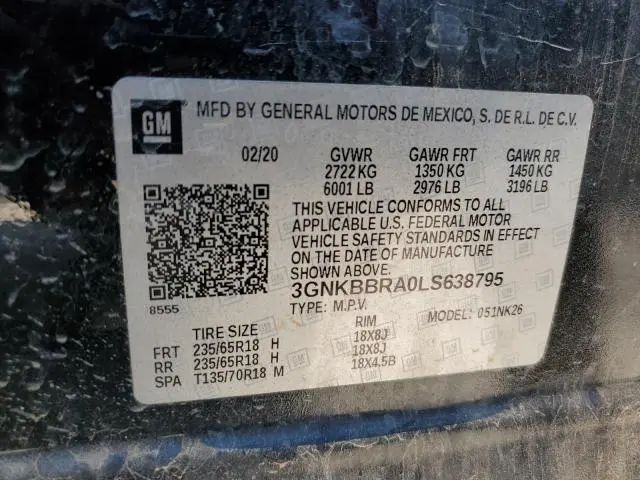 GM MFD BY GENERAL MOTORS DE MEXICO, S. DE R.L. DE C.V.
02/20 GVWR GAWR FRT GAWR RR
2722 KG 1350 KG 1450 KG
6001 LB 2976 LB 3196 LB
THIS VEHICLE CONFORMS TO ALL
APPLICABLE U.S. FEDERAL MOTOR
VEHICLE SAFETY STANDARDS IN EFFECT
ON THE DATE OF MANUFACTURE
SHOWN ABOVE.
3GNKBBRA0LS638795
8555 TYPE: M.P.V. MODEL: 051NK26
TIRE SIZE RIM
FRT 235/65R18 H 18X8J
RR 235/65R18 H 18X8J
SPA T135/70R18 M 18X4.5B